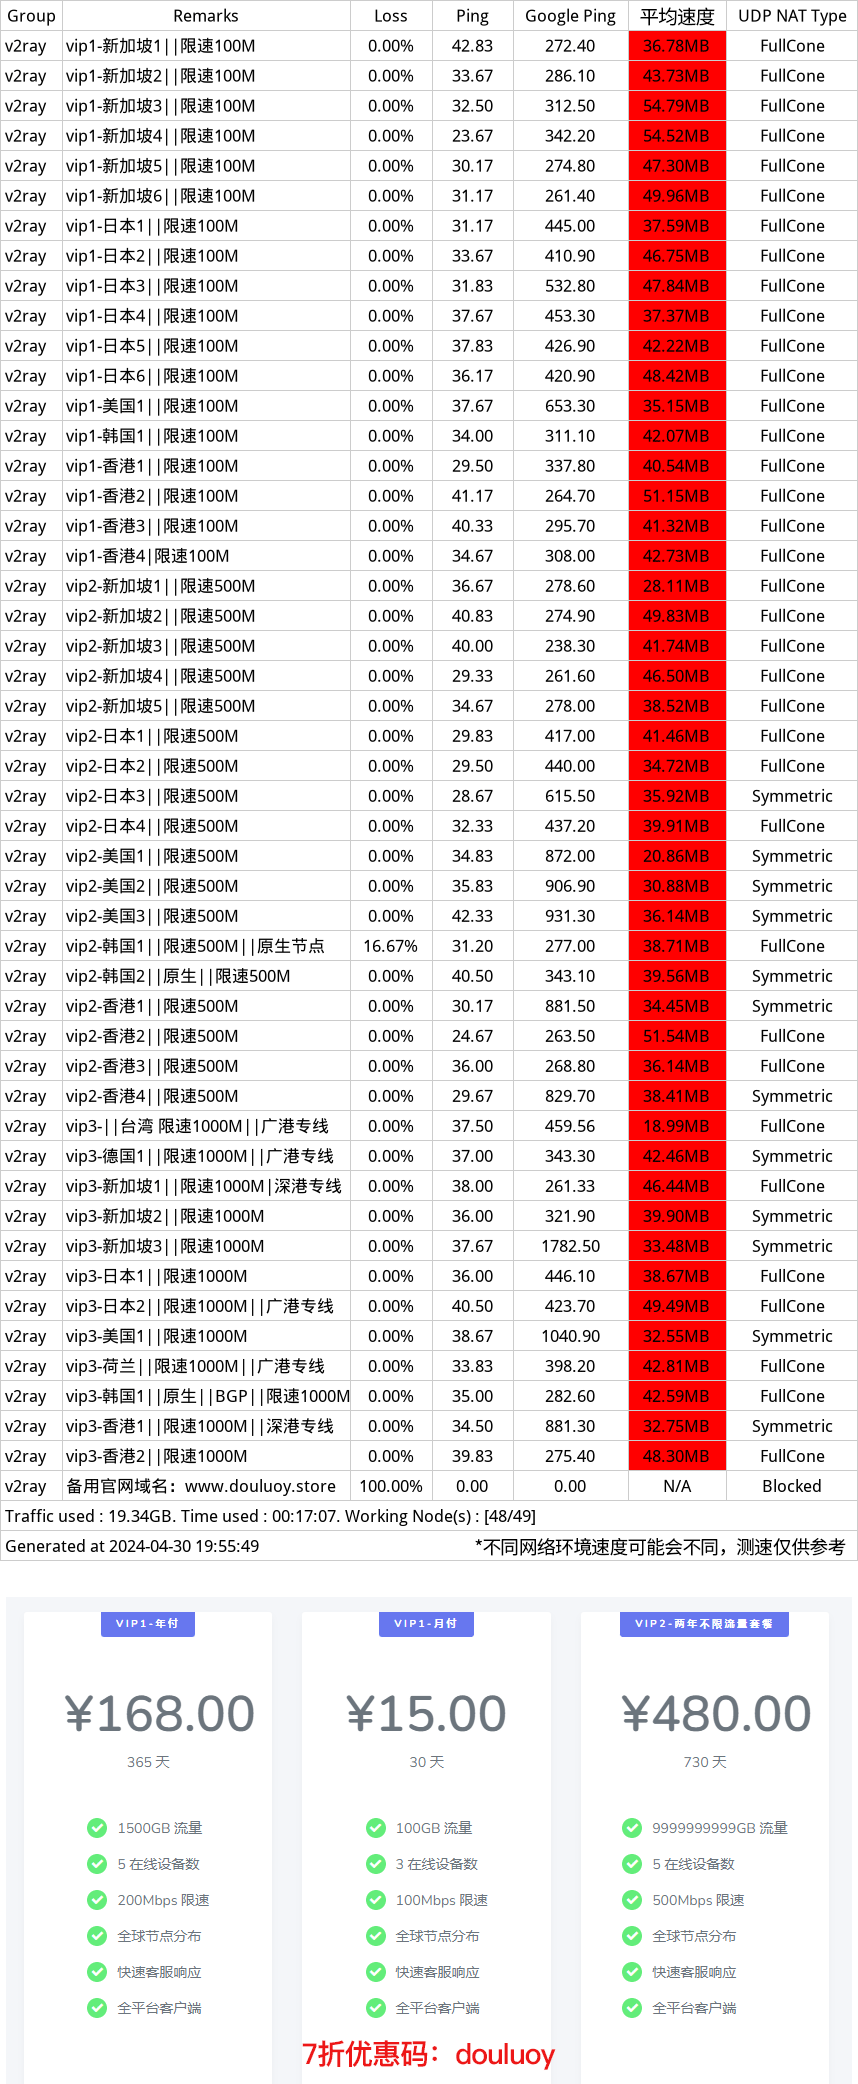 Group Remarks Loss Ping Google Ping 平均速度 UDP NAT Type
v2ray vip1-新加坡1||限速100M 0.00% 42.83 272.40 36.78MB FullCone
v2ray vip1-新加坡2||限速100M 0.00% 33.67 286.10 43.73MB FullCone
v2ray vip1-新加坡3||限速100M 0.00% 32.50 312.50 54.79MB FullCone
v2ray vip1-新加坡4||限速100M 0.00% 23.67 342.20 54.52MB FullCone
v2ray vip1-新加坡5||限速100M 0.00% 30.17 274.80 47.30MB FullCone
v2ray vip1-新加坡6||限速100M 0.00% 31.17 261.40 49.96MB FullCone
v2ray vip1-日本1||限速100M 0.00% 31.17 445.00 37.59MB FullCone
v2ray vip1-日本2||限速100M 0.00% 33.67 410.90 46.75MB FullCone
v2ray vip1-日本3||限速100M 0.00% 31.83 532.80 47.84MB FullCone
v2ray vip1-日本4||限速100M 0.00% 37.67 453.30 37.37MB FullCone
v2ray vip1-日本5||限速100M 0.00% 37.83 426.90 42.22MB FullCone
v2ray vip1-日本6||限速100M 0.00% 36.17 420.90 48.42MB FullCone
v2ray vip1-美国1||限速100M 0.00% 37.67 653.30 35.15MB FullCone
v2ray vip1-韩国1||限速100M 0.00% 34.00 311.10 42.07MB FullCone
v2ray vip1-香港1||限速100M 0.00% 29.50 337.80 40.54MB FullCone
v2ray vip1-香港2||限速100M 0.00% 41.17 264.70 51.15MB FullCone
v2ray vip1-香港3||限速100M 0.00% 40.33 295.70 41.32MB FullCone
v2ray vip1-香港4|限速100M 0.00% 34.67 308.00 42.73MB FullCone
v2ray vip2-新加坡1||限速500M 0.00% 36.67 278.60 28.11MB FullCone
v2ray vip2-新加坡2||限速500M 0.00% 40.83 274.90 49.83MB FullCone
v2ray vip2-新加坡3||限速500M 0.00% 40.00 238.30 41.74MB FullCone
v2ray vip2-新加坡4||限速500M 0.00% 29.33 261.60 46.50MB FullCone
v2ray vip2-新加坡5||限速500M 0.00% 34.67 278.00 38.52MB FullCone
v2ray vip2-日本1||限速500M 0.00% 29.83 417.00 41.46MB FullCone
v2ray vip2-日本2||限速500M 0.00% 29.50 440.00 34.72MB FullCone
v2ray vip2-日本3||限速500M 0.00% 28.67 615.50 35.92MB Symmetric
v2ray vip2-日本4||限速500M 0.00% 32.33 437.20 39.91MB FullCone
v2ray vip2-美国1||限速500M 0.00% 34.83 872.00 20.86MB Symmetric
v2ray vip2-美国2||限速500M 0.00% 35.83 906.90 30.88MB Symmetric
v2ray vip2-美国3||限速500M 0.00% 42.33 931.30 36.14MB Symmetric
v2ray vip2-韩国1||限速500M||原生节点 16.67% 31.20 277.00 38.71MB FullCone
v2ray vip2-韩国2||原生||限速500M 0.00% 40.50 343.10 39.56MB Symmetric
v2ray vip2-香港1||限速500M 0.00% 30.17 881.50 34.45MB Symmetric
v2ray vip2-香港2||限速500M 0.00% 24.67 263.50 51.54MB FullCone
v2ray vip2-香港3||限速500M 0.00% 36.00 268.80 36.14MB FullCone
v2ray vip2-香港4||限速500M 0.00% 29.67 829.70 38.41MB Symmetric
v2ray vip3-||台湾 限速1000M||广港专线 0.00% 37.50 459.56 18.99MB FullCone
v2ray vip3-德国1||限速1000M||广港专线 0.00% 37.00 343.30 42.46MB Symmetric
v2ray vip3-新加坡1||限速1000M|深港专线 0.00% 38.00 261.33 46.44MB FullCone
v2ray vip3-新加坡2||限速1000M 0.00% 36.00 321.90 39.90MB Symmetric
v2ray vip3-新加坡3||限速1000M 0.00% 37.67 1782.50 33.48MB Symmetric
v2ray vip3-日本1||限速1000M 0.00% 36.00 446.10 38.67MB FullCone
v2ray vip3-日本2||限速1000M||广港专线 0.00% 40.50 423.70 49.49MB FullCone
v2ray vip3-美国1||限速1000M 0.00% 38.67 1040.90 32.55MB Symmetric
v2ray vip3-荷兰||限速1000M||广港专线 0.00% 33.83 398.20 42.81MB FullCone
v2ray vip3-韩国1||原生||BGP||限速1000M 0.00% 35.00 282.60 42.59MB FullCone
v2ray vip3-香港1||限速1000M||深港专线 0.00% 34.50 881.30 32.75MB Symmetric
v2ray vip3-香港2||限速1000M 0.00% 39.83 275.40 48.30MB FullCone
v2ray 备用官网域名：www.douluoy.store 100.00% 0.00 0.00 N/A Blocked
Traffic used : 19.34GB. Time used : 00:17:07. Working Node(s) : [48/49]
Generated at 2024-04-30 19:55:49 *不同网络环境速度可能会不同，测速仅供参考
VIP1-年付 VIP1-月付 VIP2-两年不限流量套餐
¥168.00 ¥15.00 ¥480.00
365 天 30 天 730 天
1500GB 流量 100GB 流量 9999999999GB 流量
5 在线设备数 3 在线设备数 5 在线设备数
200Mbps 限速 100Mbps 限速 500Mbps 限速
全球节点分布 全球节点分布 全球节点分布
快速客服响应 快速客服响应 快速客服响应
全平台客户端 全平台客户端 全平台客户端
7折优惠码：douluoy